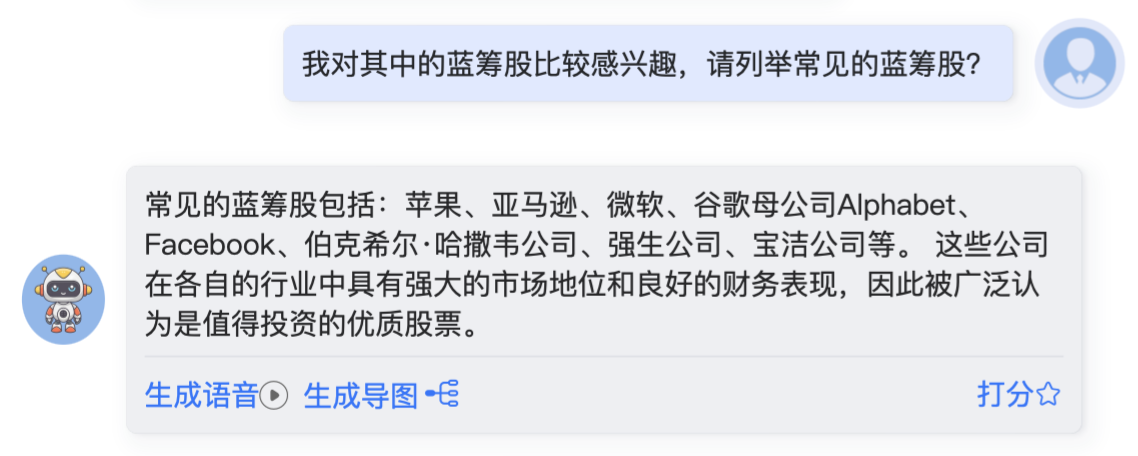 我对其中的蓝筹股比较感兴趣，请列举常见的蓝筹股？
常见的蓝筹股包括：苹果、亚马逊、微软、谷歌母公司Alphabet、
Facebook、伯克希尔·哈撒韦公司、强生公司、宝洁公司等。 这些公司
在各自的行业中具有强大的市场地位和良好的财务表现，因此被广泛认
为是值得投资的优质股票。
生成语音 生成导图 打分